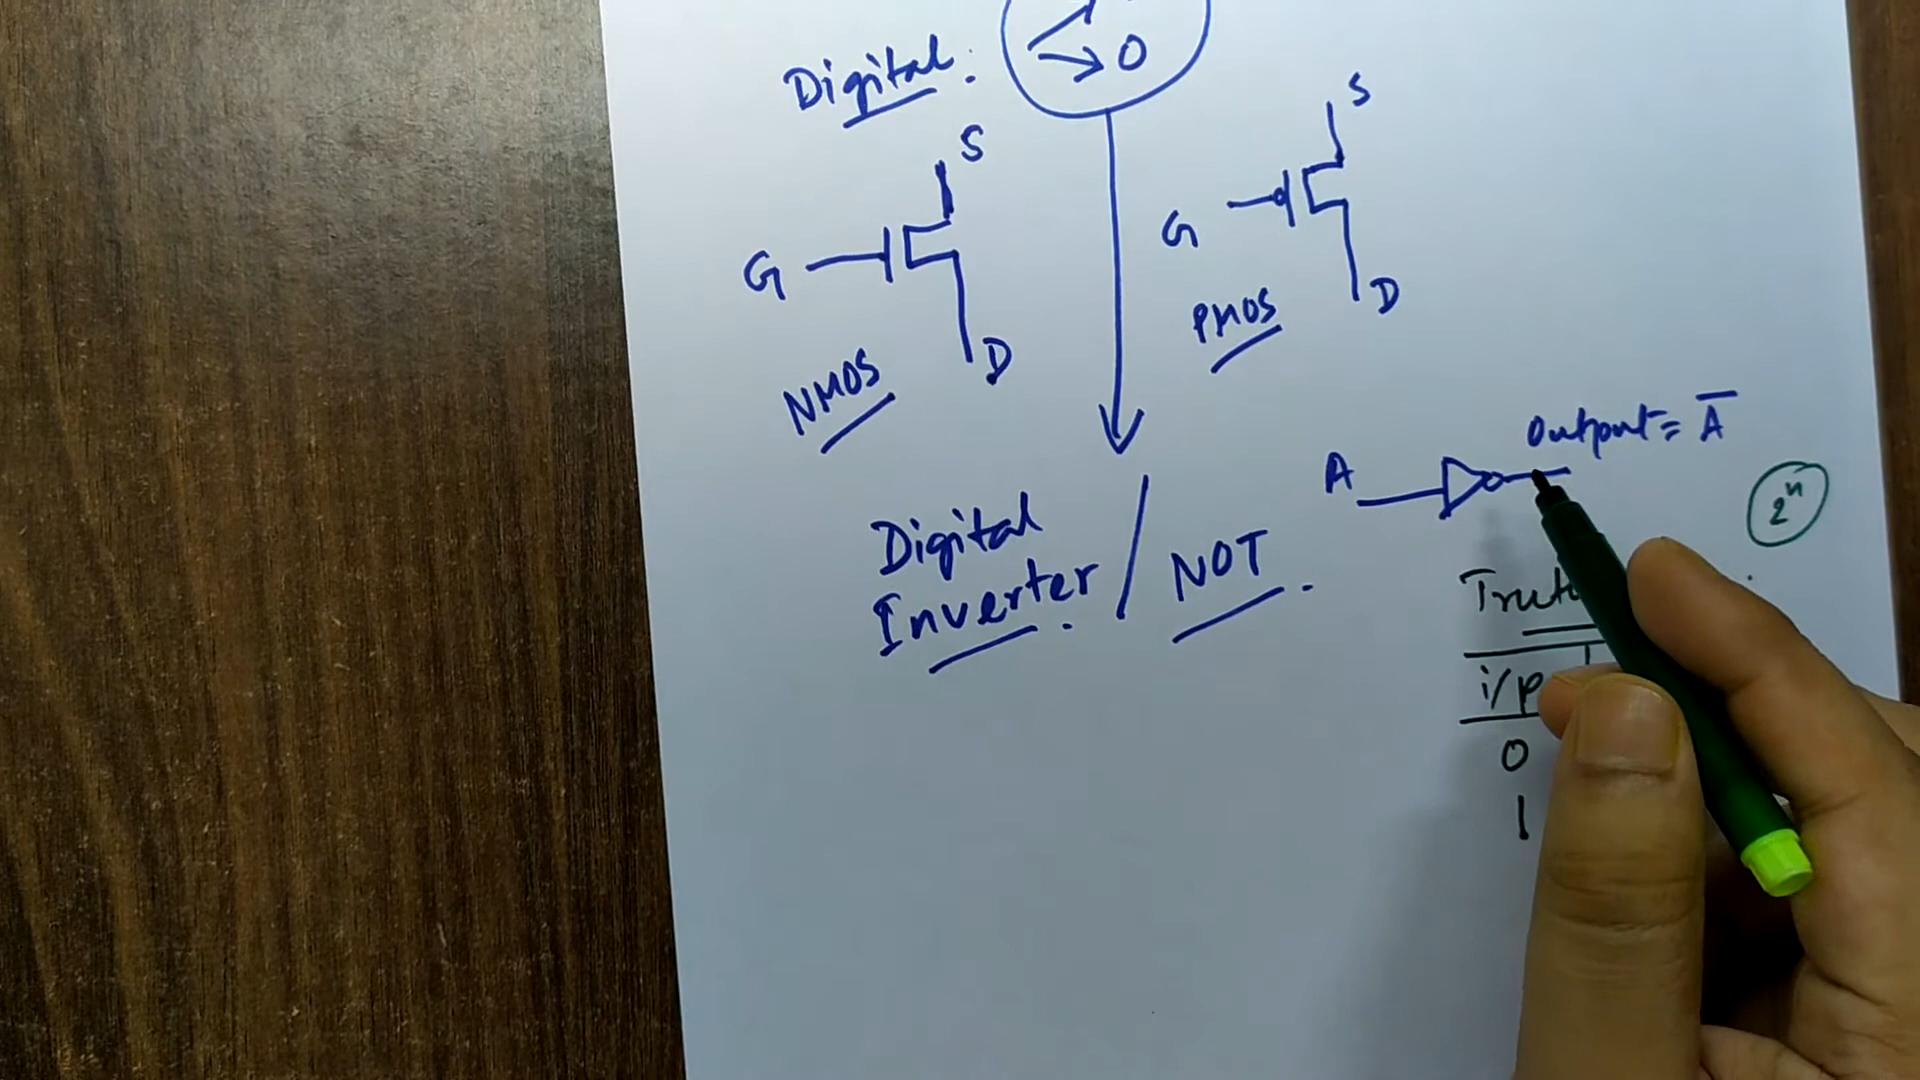 Digital:
0
S
G
D
NMOS
S
G
D
PMOS
Digital
Inverter / NOT.
A
Output = A̅
2ⁿ
i/p
0
1